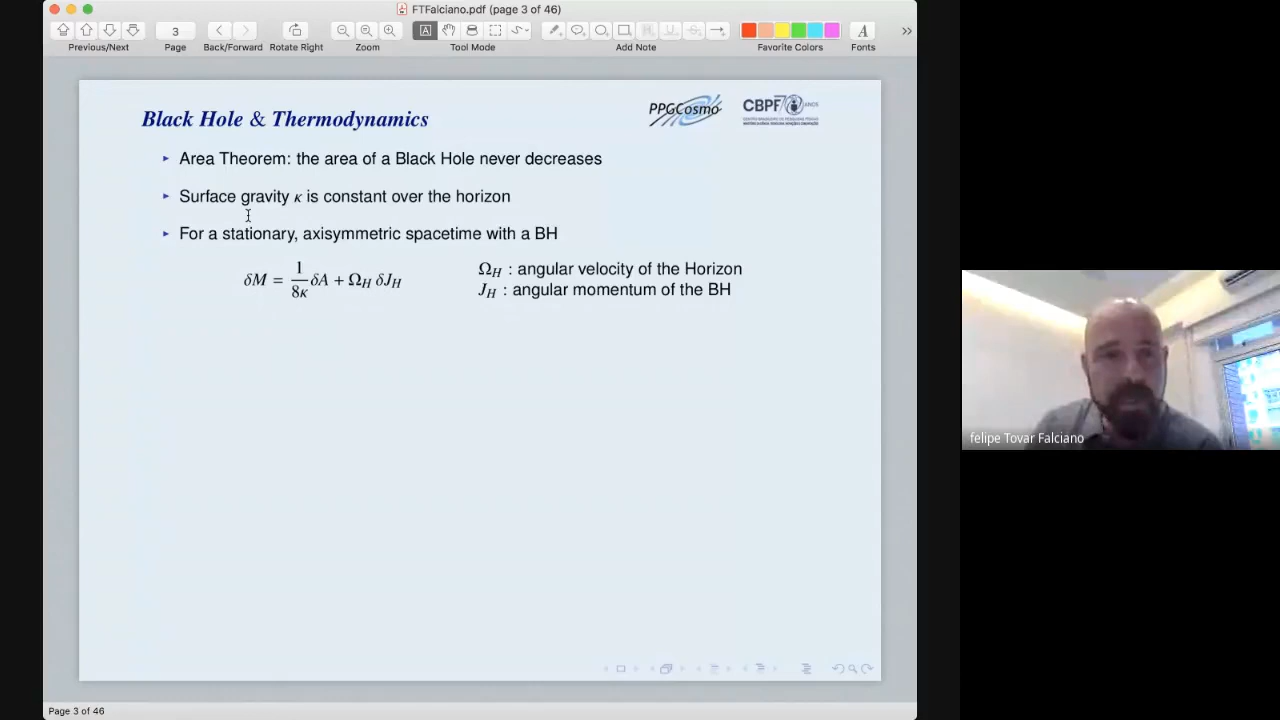 FTFalciano.pdf (page 3 of 46)
3
Previous/Next Page Back/Forward Rotate Right Zoom Tool Mode Add Note Favorite Colors Fonts
Black Hole & Thermodynamics
PPGCosmo
CBPF 70 ANOS
Area Theorem: the area of a Black Hole never decreases
Surface gravity κ is constant over the horizon
For a stationary, axisymmetric spacetime with a BH
δM = 1/8κ δA + Ω_H δJ_H
Ω_H : angular velocity of the Horizon
J_H : angular momentum of the BH
felipe Tovar Falciano
Page 3 of 46